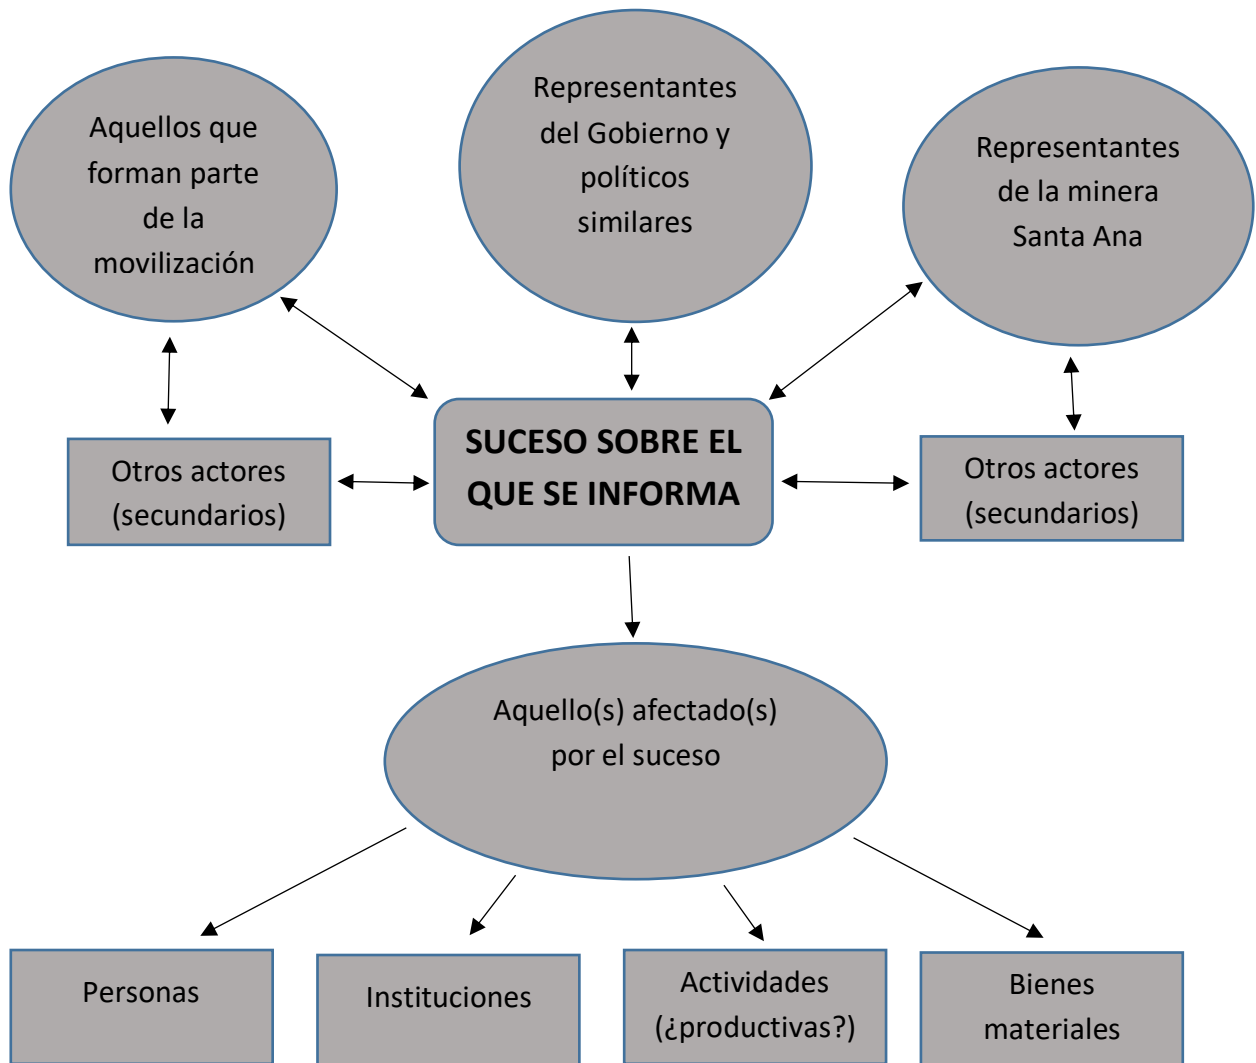 Aquellos que
forman parte
de la
movilización
Representantes
del Gobierno y
políticos
similares
Representantes
de la minera
Santa Ana
Otros actores
(secundarios)
SUCESO SOBRE EL
QUE SE INFORMA
Otros actores
(secundarios)
Aquello(s) afectado(s)
por el suceso
Personas
Instituciones
Actividades
(¿productivas?)
Bienes
materiales